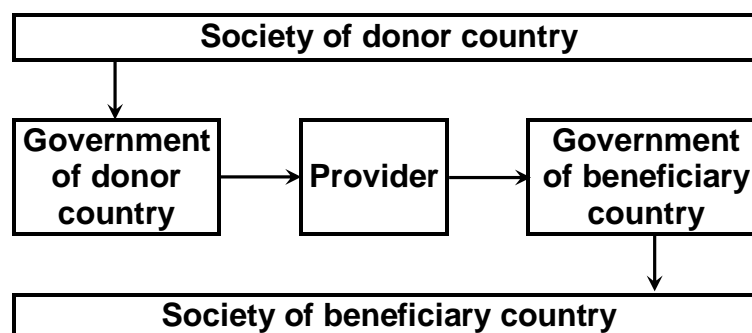 Society of donor country
Government
of donor
country
Provider
Government
of beneficiary
country
Society of beneficiary country